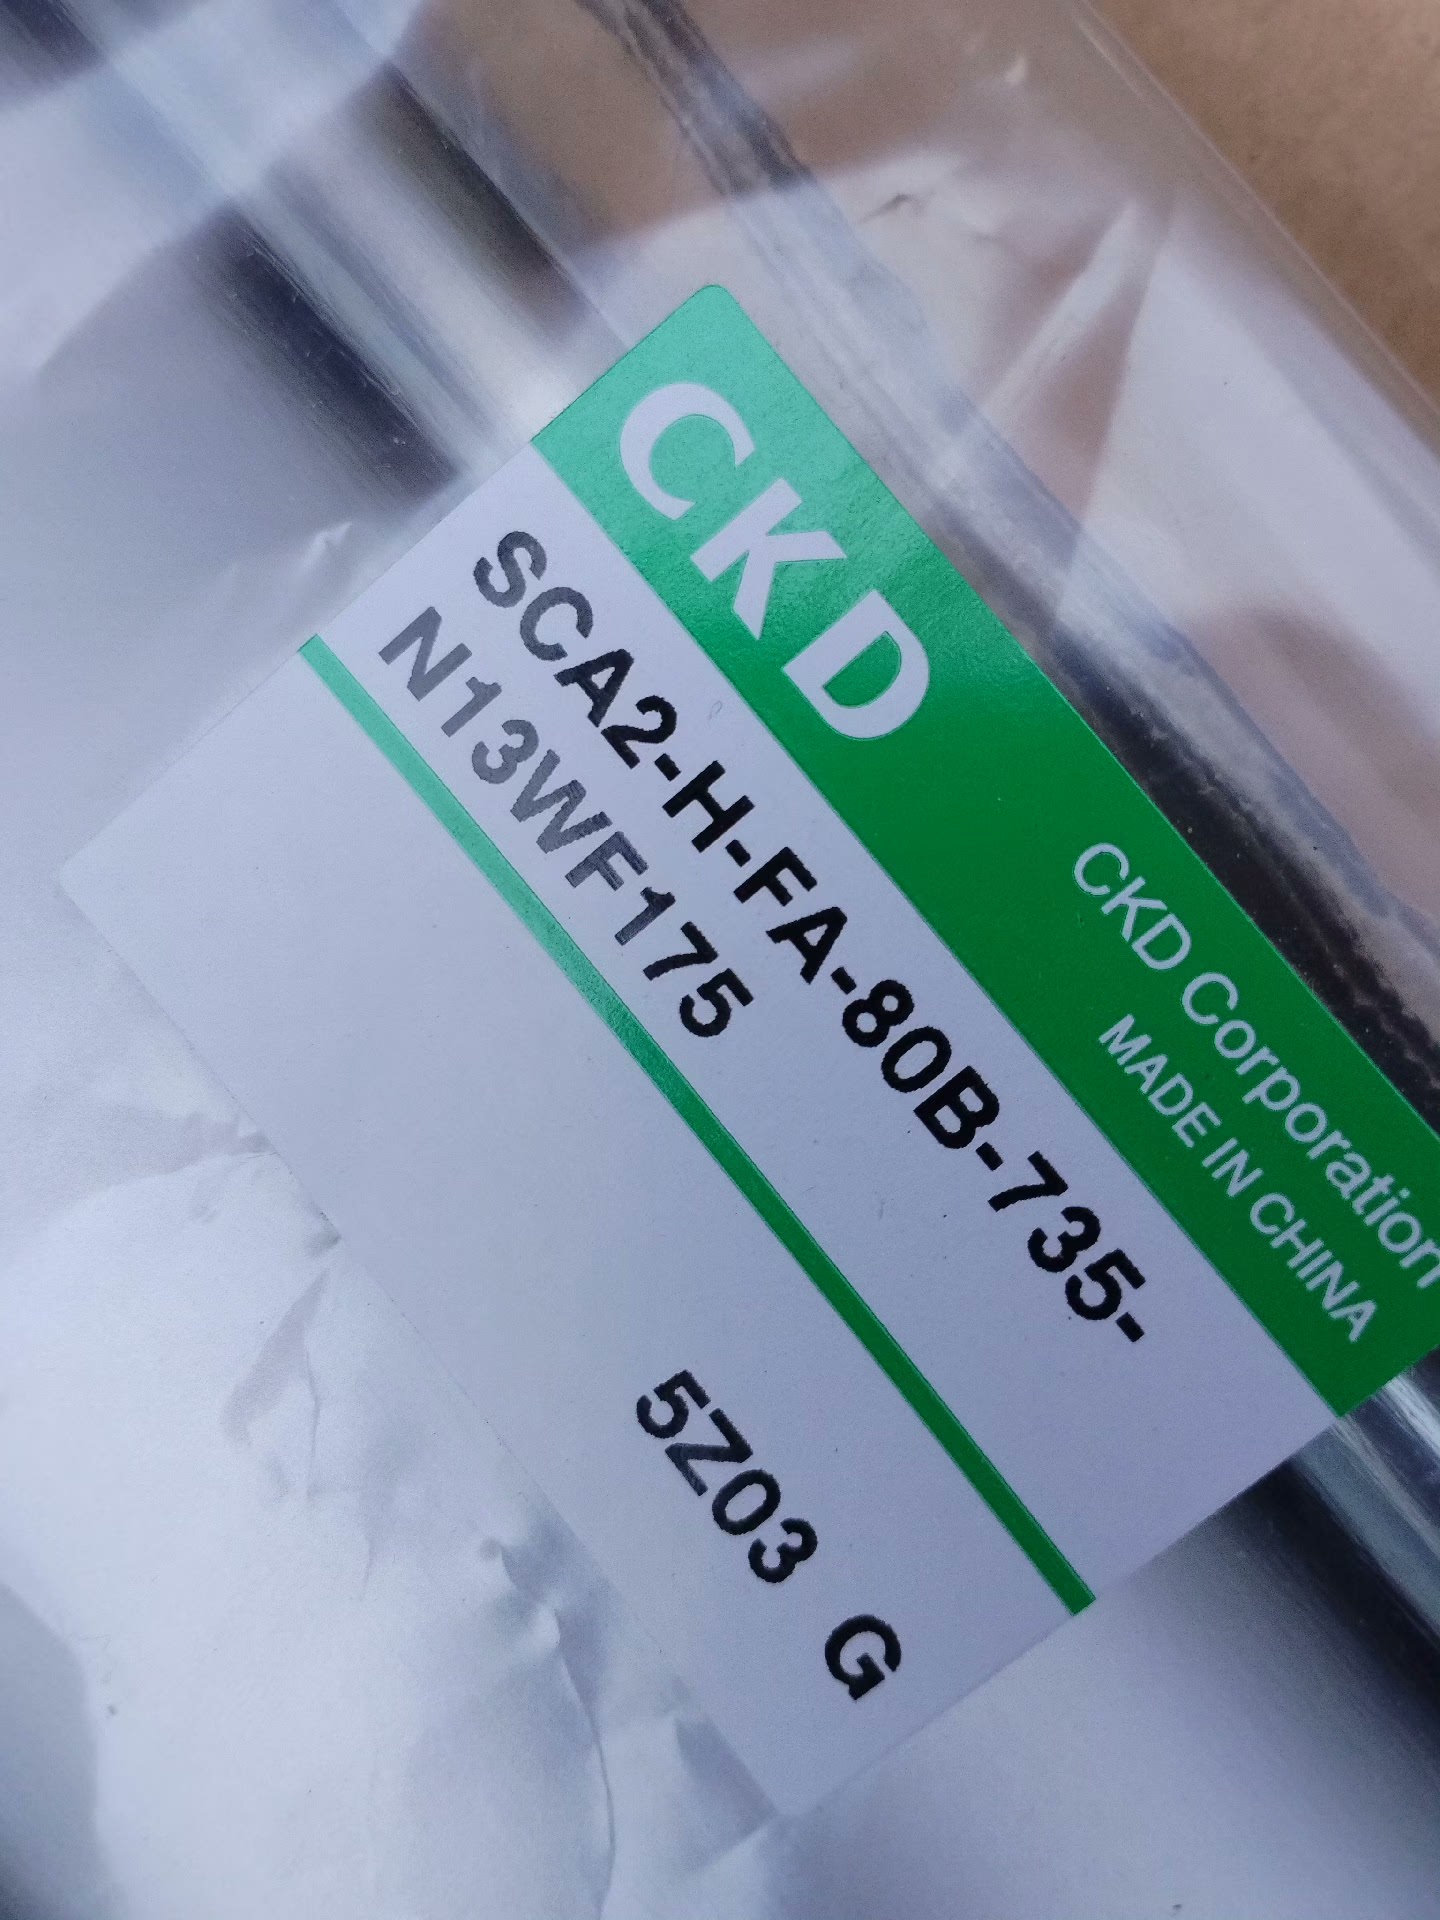 CKD
CKD Corporation
MADE IN CHINA
SCA2-H-FA-80B-735-
N13WF175
5Z03 G